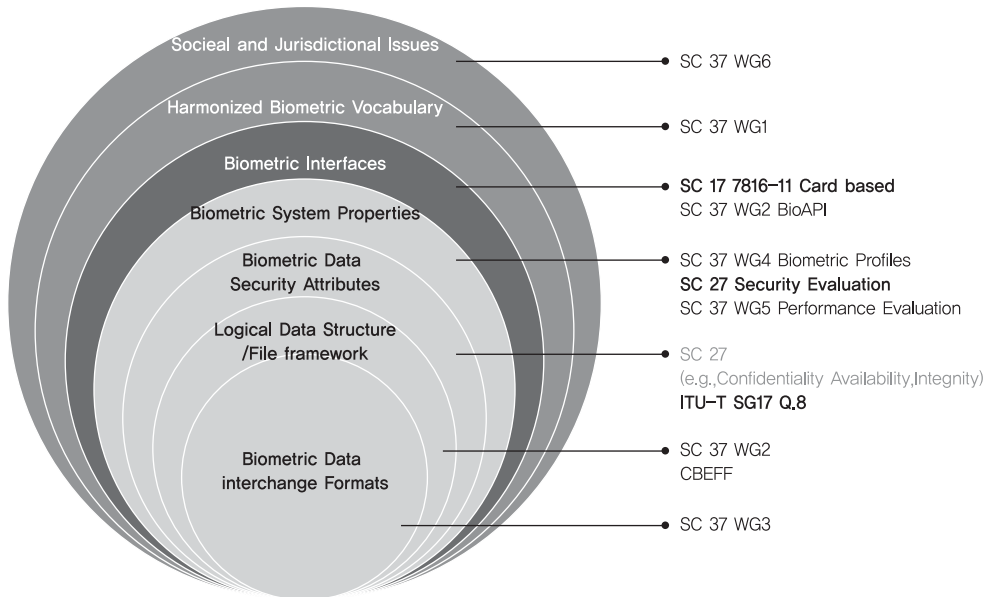 Socieal and Jurisdictional Issues
SC 37 WG6
Harmonized Biometric Vocabulary
SC 37 WG1
Biometric Interfaces
SC 17 7816-11 Card based
SC 37 WG2 BioAPI
Biometric System Properties
Biometric Data
Security Attributes
SC 37 WG4 Biometric Profiles
SC 27 Security Evaluation
SC 37 WG5 Performance Evaluation
Logical Data Structure
/File framework
SC 27
(e.g.,Confidentiality Availability,Integnity)
ITU-T SG17 Q.8
Biometric Data
interchange Formats
SC 37 WG2
CBEFF
SC 37 WG3